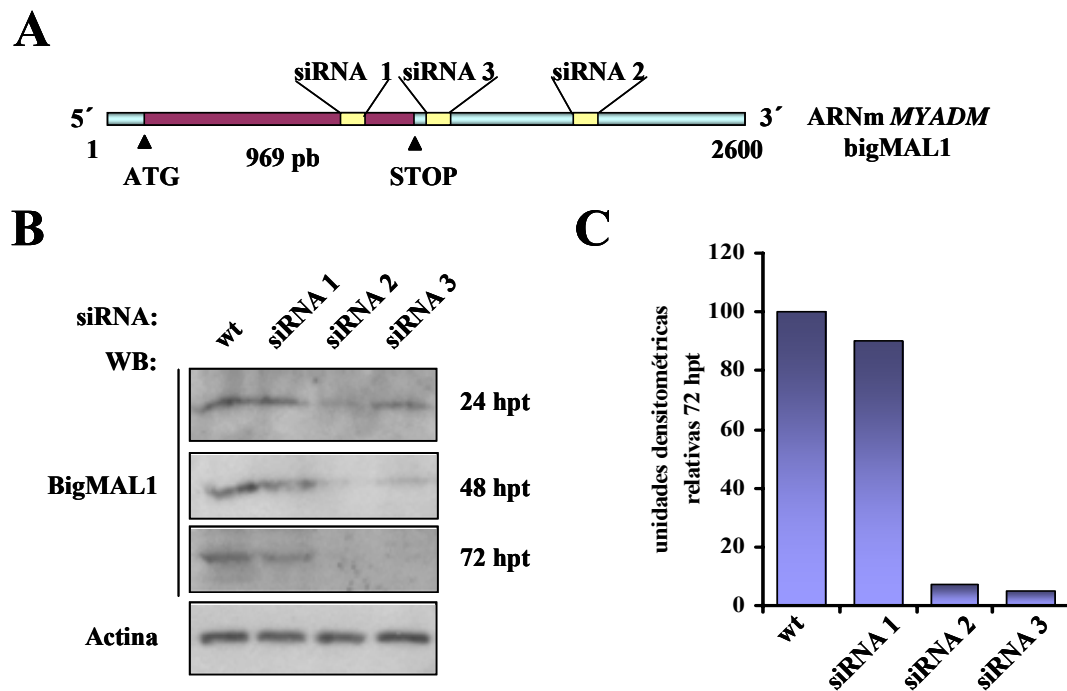 A
siRNA 1 siRNA 3 siRNA 2
5´ 3´ ARNm MYADM
1 969 pb 2600 bigMAL1
ATG STOP
B
siRNA: wt siRNA 1 siRNA 2 siRNA 3
WB:
24 hpt
BigMAL1 48 hpt
72 hpt
Actina
C
unidades densitométricas
relativas 72 hpt
120
100
80
60
40
20
0
wt siRNA 1 siRNA 2 siRNA 3